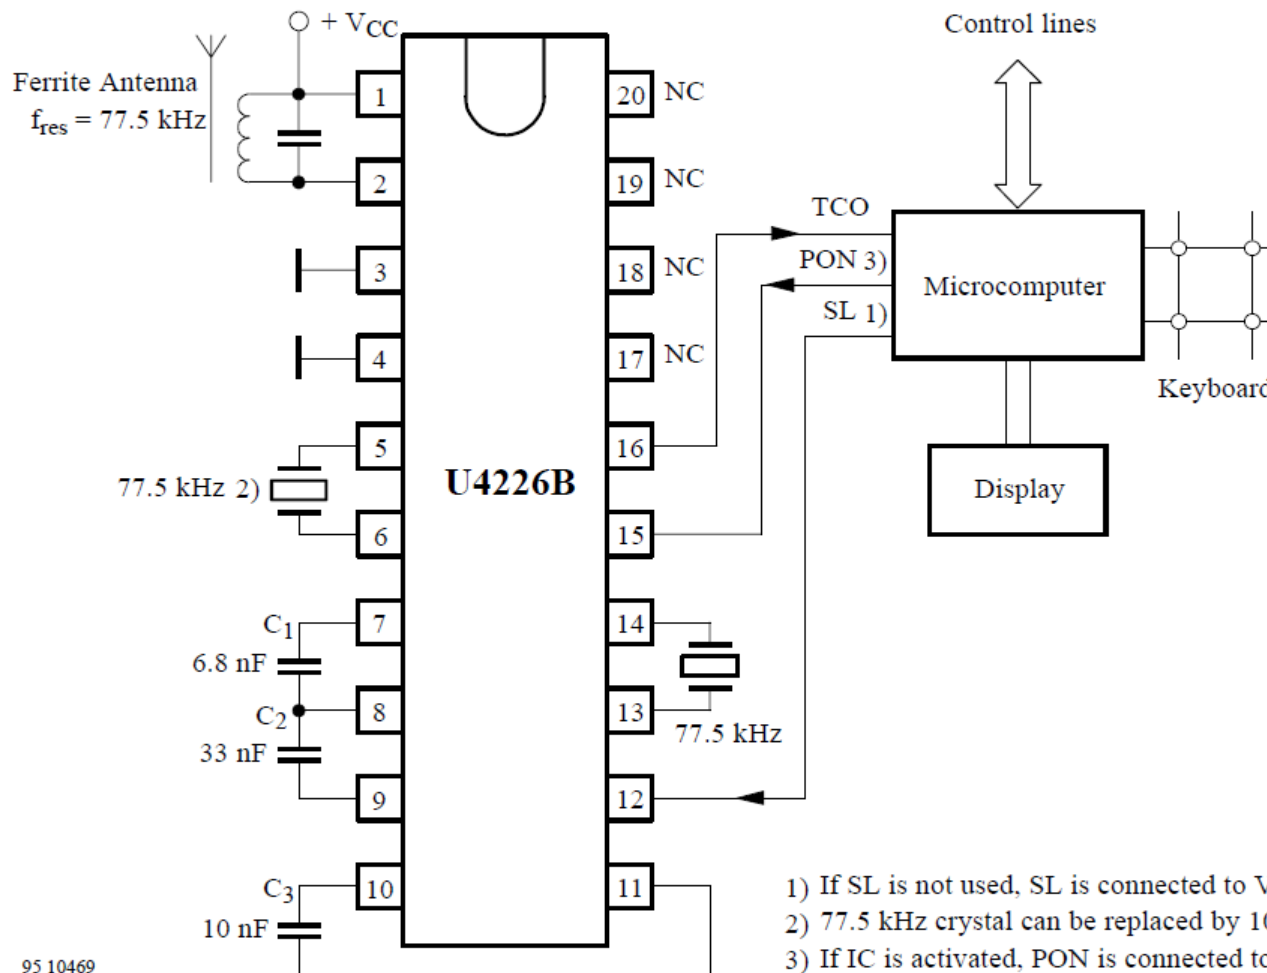 Control lines
+ VCC
Ferrite Antenna
fres = 77.5 kHz
1
20 NC
2
19 NC
TCO
3
18 NC
PON 3)
Microcomputer
SL 1)
4
17 NC
Keyboard
5
16
77.5 kHz 2)
U4226B
Display
6
15
C1
7
14
6.8 nF
C2
8
13
77.5 kHz
33 nF
9
12
C3
10
11
10 nF
1) If SL is not used, SL is connected to V
2) 77.5 kHz crystal can be replaced by 10
3) If IC is activated, PON is connected to
95 10469